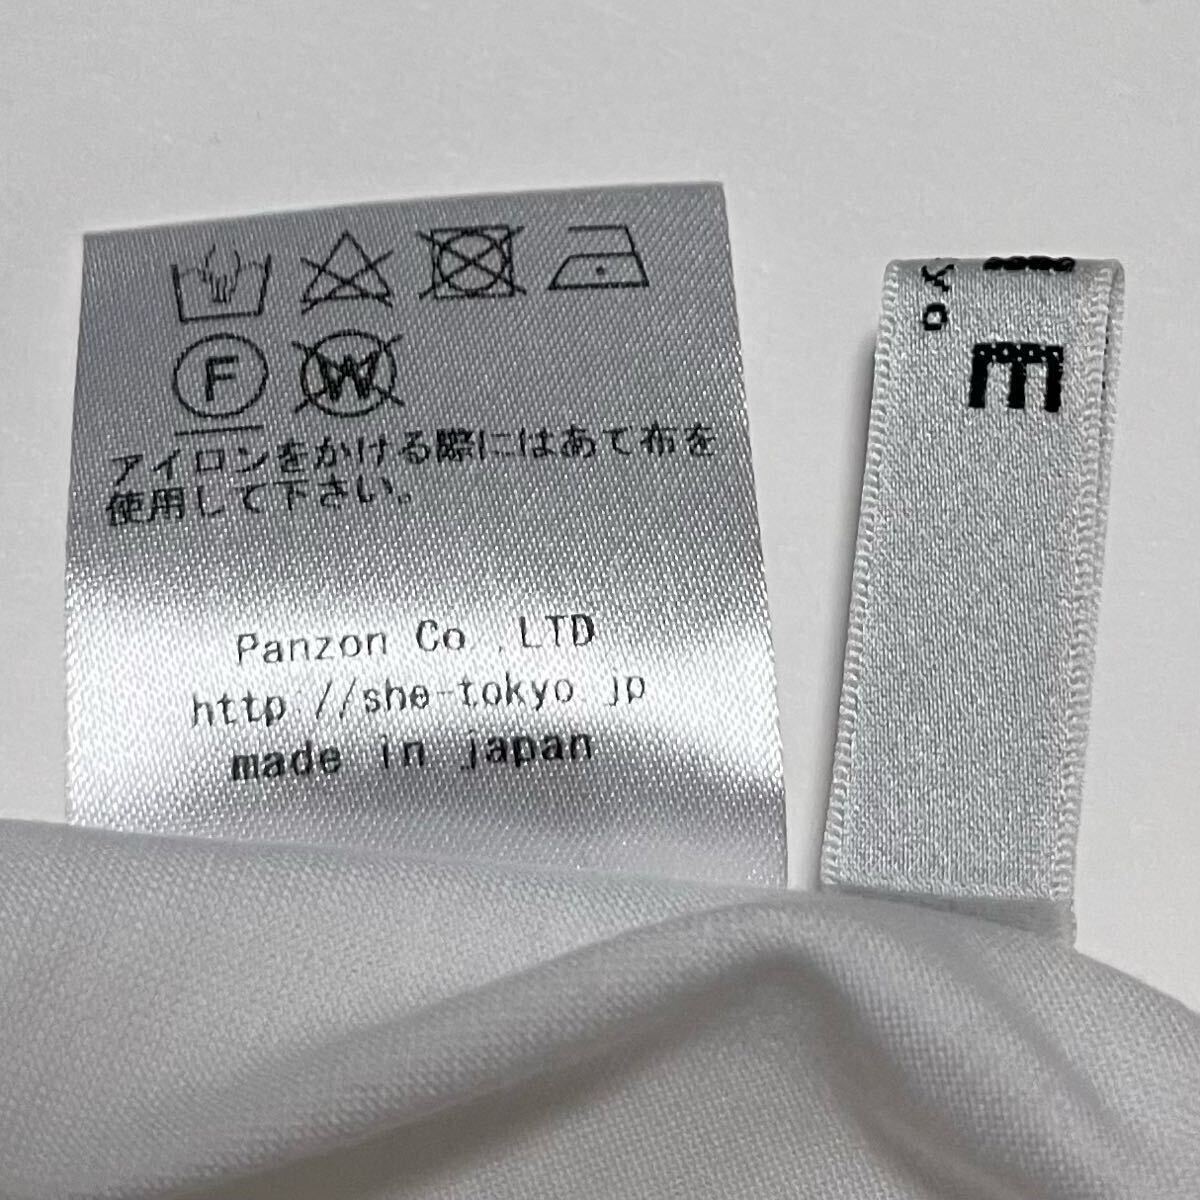 F W
アイロンをかける際にはあて布を
使用して下さい。
Panzon Co.,LTD
http://she-tokyo.jp
made in japan
yo
m